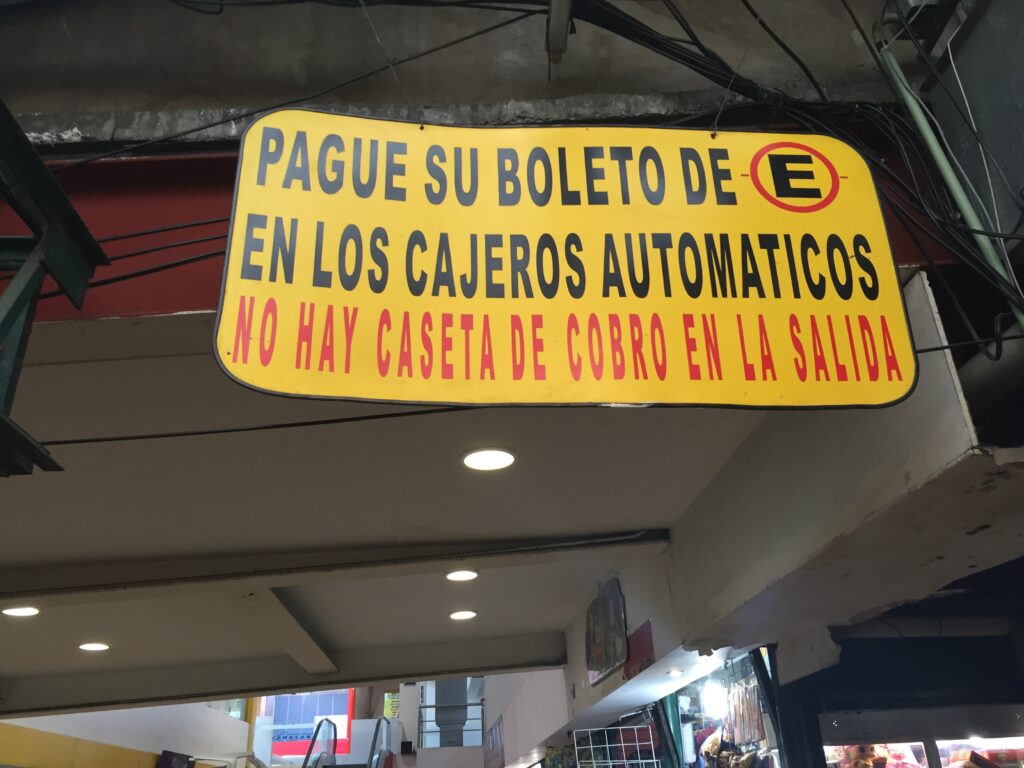 PAGUE SU BOLETO DE E
EN LOS CAJEROS AUTOMATICOS
NO HAY CASETA DE COBRO EN LA SALIDA